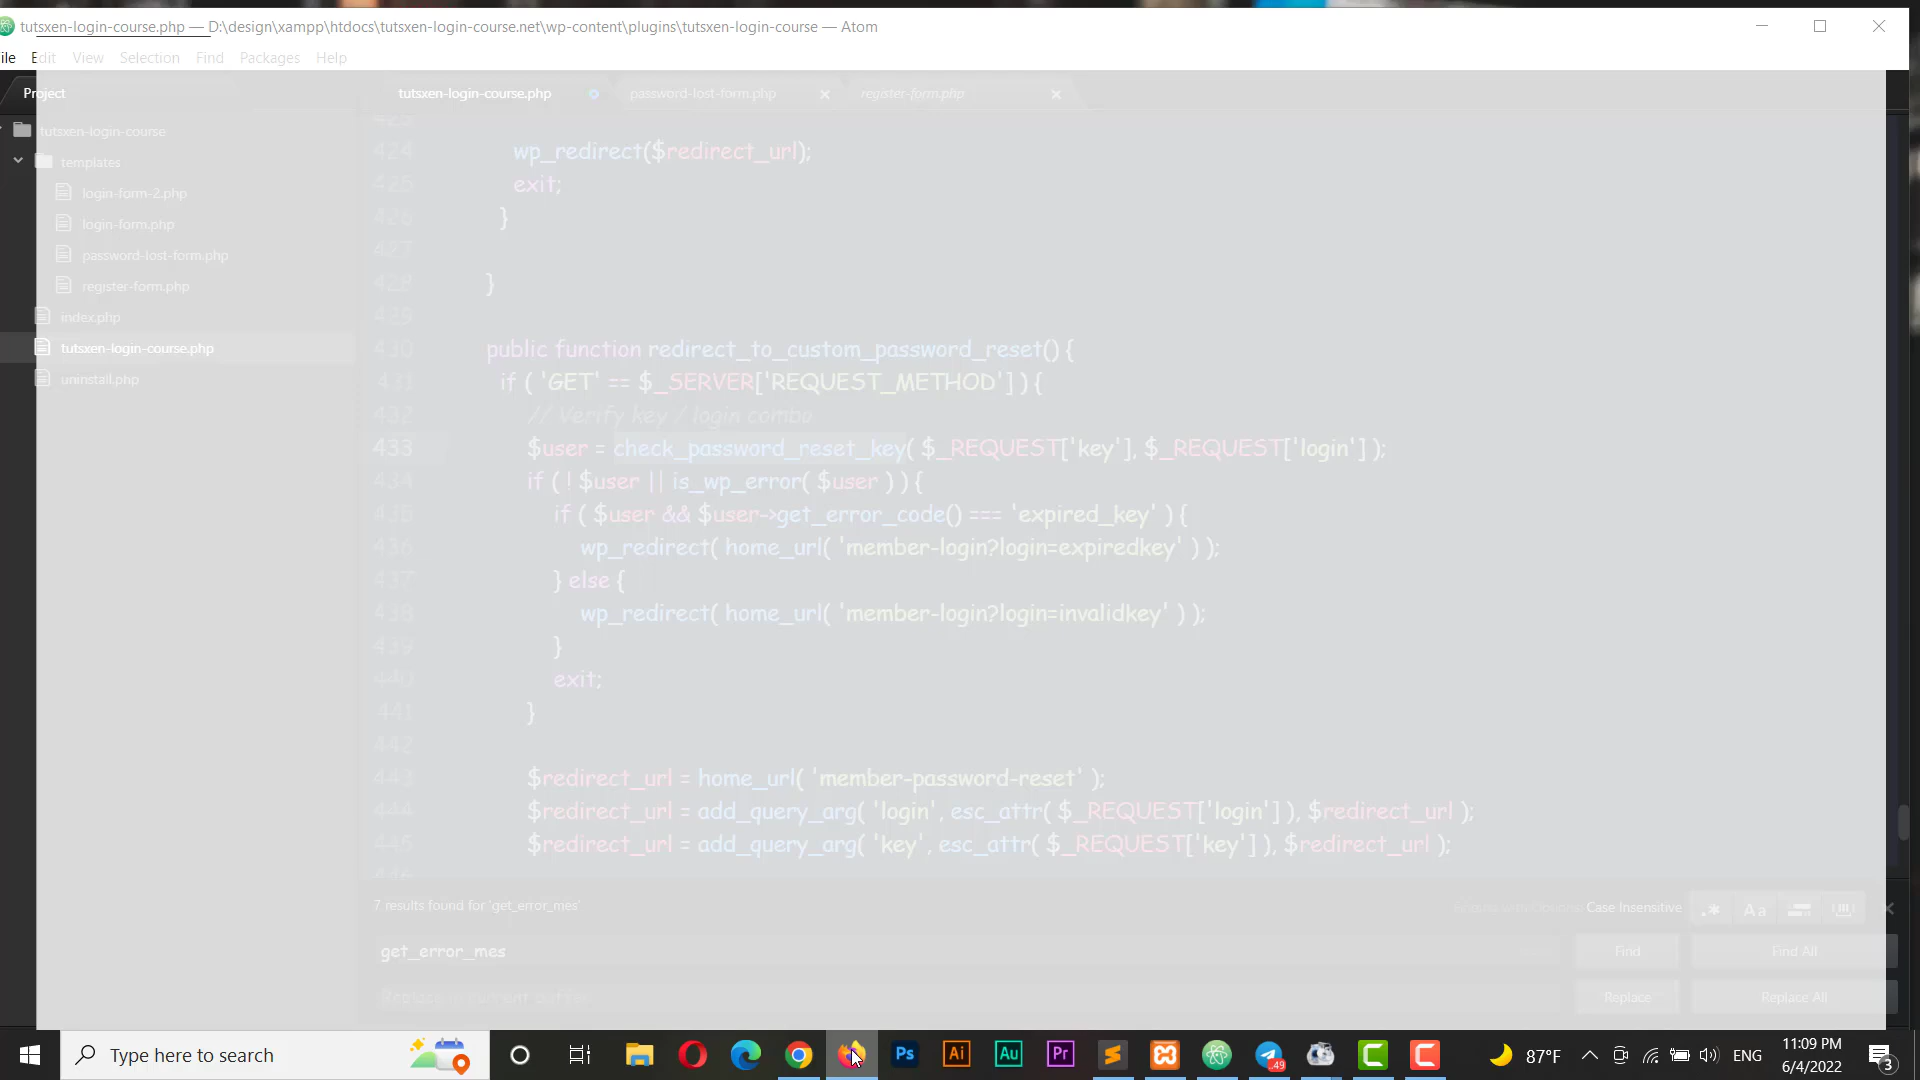 tutsxen-login-course.php — D:\design\xampp\htdocs\tutsxen-login-course.net\wp-content\plugins\tutsxen-login-course — Atom
ile Edit View Selection Find Packages Help
Project
tutsxen-login-course.php password-lost-form.php register-form.php
tutsxen-login-course
templates
login-form-2.php
login-form.php
password-lost-form.php
register-form.php
index.php
tutsxen-login-course.php
uninstall.php
424 wp_redirect($redirect_url);
425 exit;
426 }
427
428 }
429
430 public function redirect_to_custom_password_reset() {
431 if ( 'GET' == $_SERVER['REQUEST_METHOD'] ) {
432 // Verify key / login combo
433 $user = check_password_reset_key( $_REQUEST['key'], $_REQUEST['login'] );
434 if ( ! $user || is_wp_error( $user ) ) {
435 if ( $user && $user->get_error_code() === 'expired_key' ) {
436 wp_redirect( home_url( 'member-login?login=expiredkey' ) );
437 } else {
438 wp_redirect( home_url( 'member-login?login=invalidkey' ) );
439 }
440 exit;
441 }
442
443 $redirect_url = home_url( 'member-password-reset' );
444 $redirect_url = add_query_arg( 'login', esc_attr( $_REQUEST['login'] ), $redirect_url );
445 $redirect_url = add_query_arg( 'key', esc_attr( $_REQUEST['key'] ), $redirect_url );
7 results found for 'get_error_mes' Case Insensitive
.* Aa
get_error_mes Find Find All
Replace in current buffer Replace Replace All
Type here to search
Ps Ai Au Pr
49
87°F
ENG
11:09 PM
6/4/2022
3